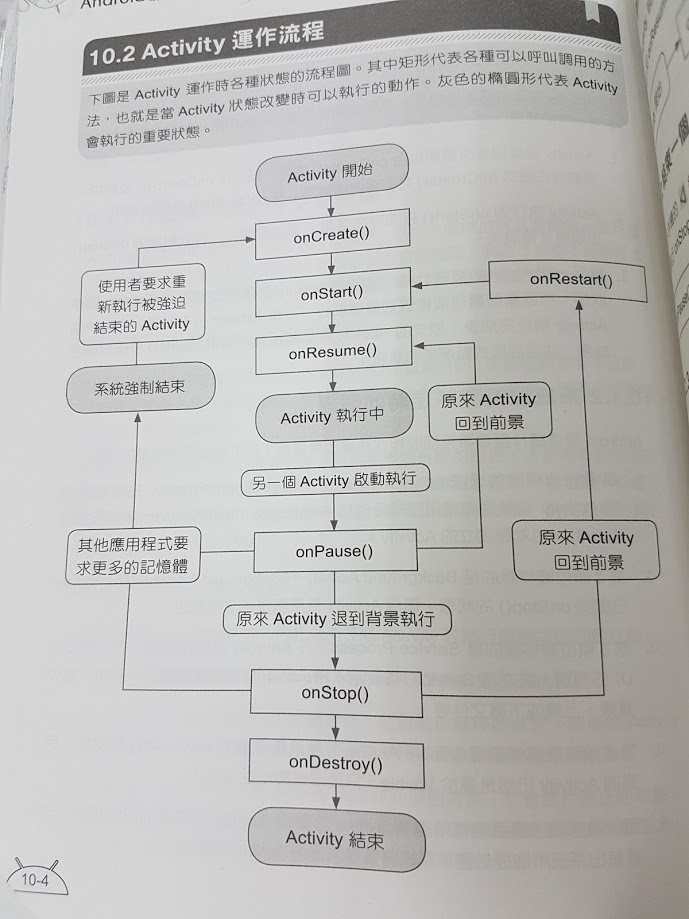 Android
10.2 Activity 運作流程
下圖是 Activity 運作時各種狀態的流程圖。其中矩形代表各種可以呼叫調用的方
法,也就是當 Activity 狀態改變時可以執行的動作。灰色的橢圓形代表 Activity
會執行的重要狀態。
Activity 開始
onCreate()
使用者要求重
新執行被強迫
結束的 Activity
onStart()
onRestart()
onResume()
系統強制結束
Activity 執行中
原來 Activity
回到前景
另一個 Activity 啟動執行
其他應用程式要
求更多的記憶體
onPause()
原來 Activity
回到前景
原來 Activity 退到背景執行
onStop()
onDestroy()
Activity 結束
10-4